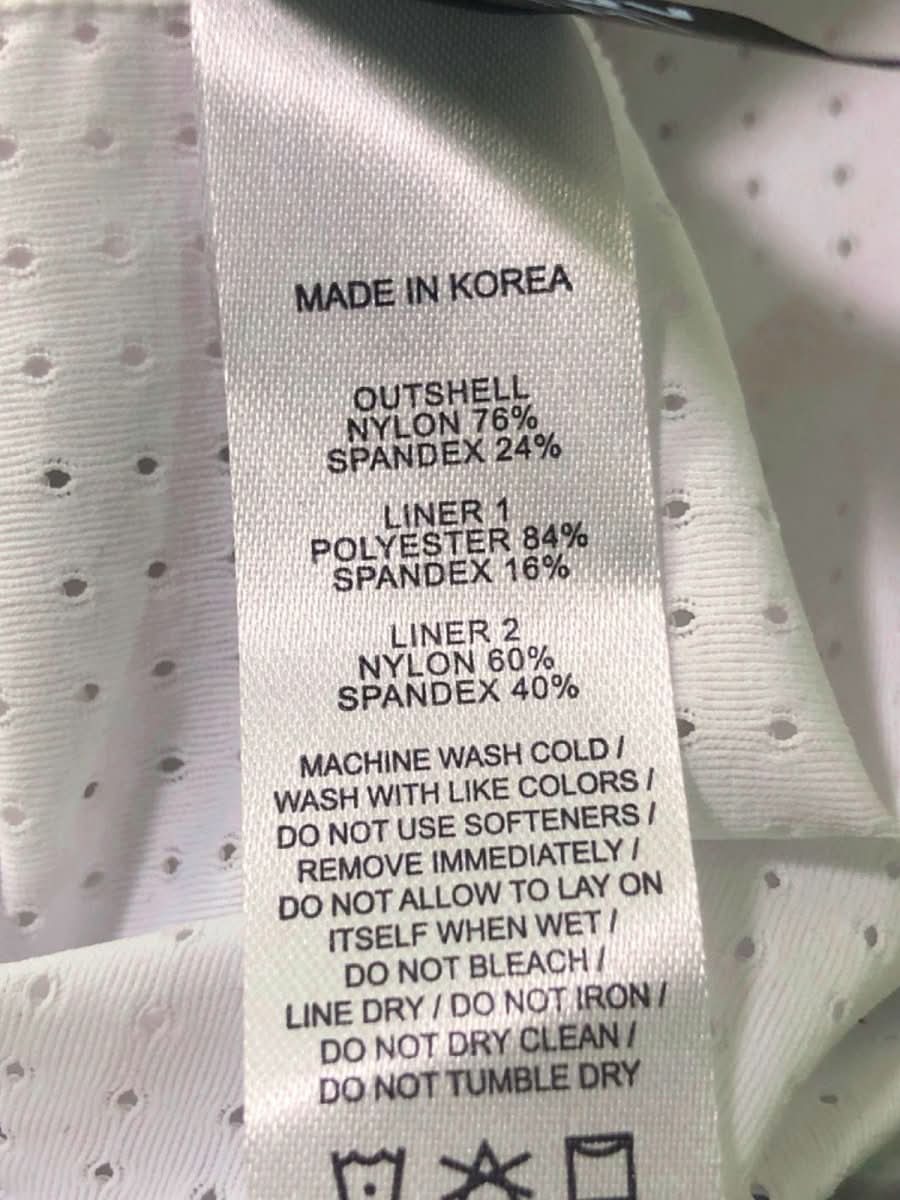 MADE IN KOREA
OUTSHELL
NYLON 76%
SPANDEX 24%
LINER 1
POLYESTER 84%
SPANDEX 16%
LINER 2
NYLON 60%
SPANDEX 40%
MACHINE WASH COLD /
WASH WITH LIKE COLORS /
DO NOT USE SOFTENERS /
REMOVE IMMEDIATELY /
DO NOT ALLOW TO LAY ON
ITSELF WHEN WET /
DO NOT BLEACH /
LINE DRY / DO NOT IRON /
DO NOT DRY CLEAN /
DO NOT TUMBLE DRY